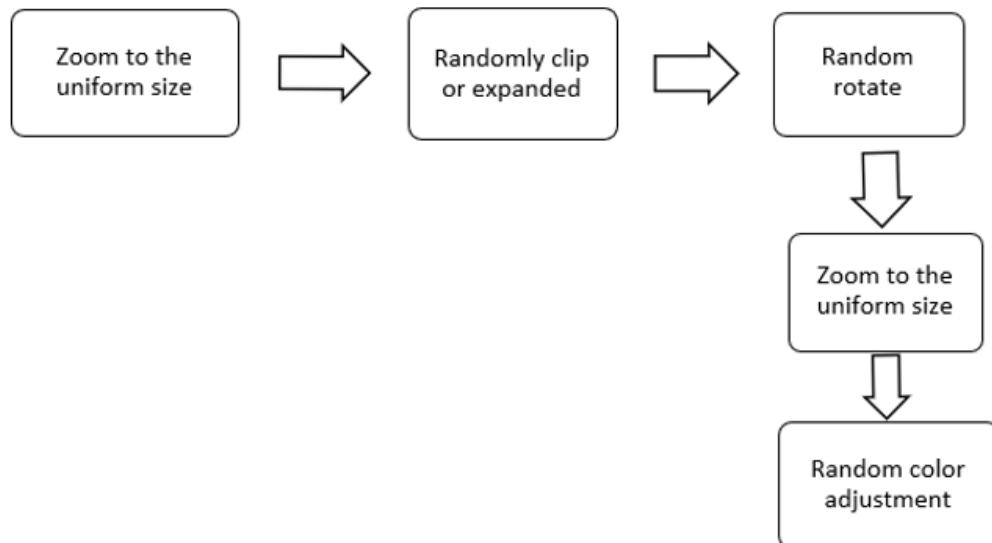 Zoom to the
uniform size
Randomly clip
or expanded
Random
rotate
Zoom to the
uniform size
Random color
adjustment